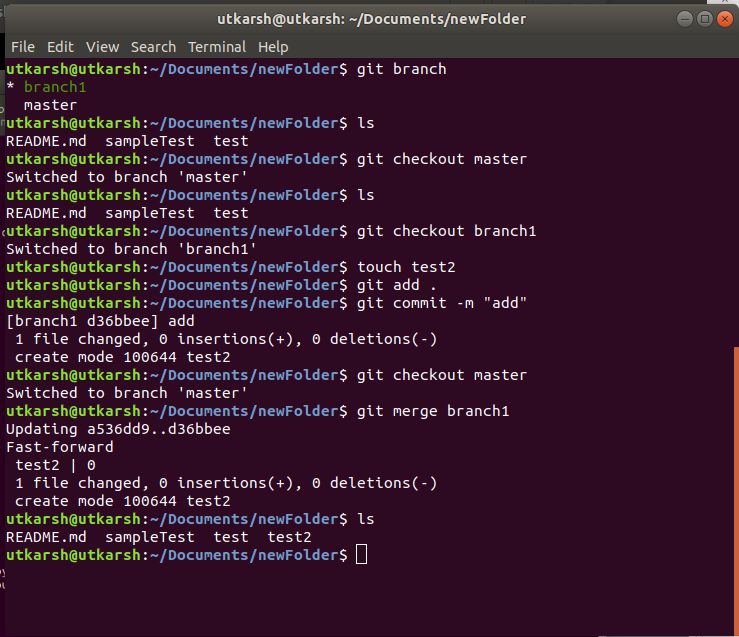 utkarsh@utkarsh: ~/Documents/newFolder
File Edit View Search Terminal Help
utkarsh@utkarsh:~/Documents/newFolder$ git branch
* branch1
  master
utkarsh@utkarsh:~/Documents/newFolder$ ls
README.md  sampleTest  test
utkarsh@utkarsh:~/Documents/newFolder$ git checkout master
Switched to branch 'master'
utkarsh@utkarsh:~/Documents/newFolder$ ls
README.md  sampleTest  test
utkarsh@utkarsh:~/Documents/newFolder$ git checkout branch1
Switched to branch 'branch1'
utkarsh@utkarsh:~/Documents/newFolder$ touch test2
utkarsh@utkarsh:~/Documents/newFolder$ git add .
utkarsh@utkarsh:~/Documents/newFolder$ git commit -m "add"
[branch1 d36bbee] add
 1 file changed, 0 insertions(+), 0 deletions(-)
 create mode 100644 test2
utkarsh@utkarsh:~/Documents/newFolder$ git checkout master
Switched to branch 'master'
utkarsh@utkarsh:~/Documents/newFolder$ git merge branch1
Updating a536dd9..d36bbee
Fast-forward
 test2 | 0
 1 file changed, 0 insertions(+), 0 deletions(-)
 create mode 100644 test2
utkarsh@utkarsh:~/Documents/newFolder$ ls
README.md  sampleTest  test  test2
utkarsh@utkarsh:~/Documents/newFolder$